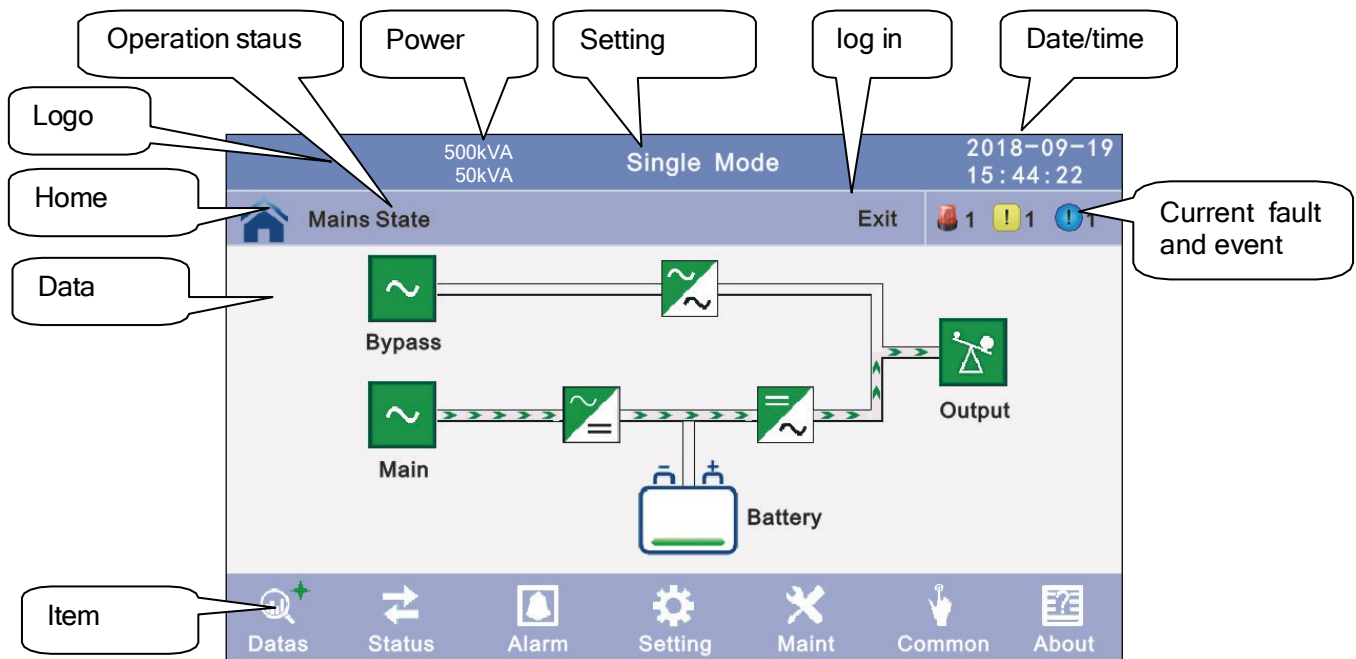 Operation staus
Power
Setting
log in
Date/time
Logo
500kVA
50kVA
Single Mode
2018-09-19
15:44:22
Home
Mains State
Exit
1
1
1
Current fault
and event
Data
Bypass
Output
Main
Battery
Item
Datas
Status
Alarm
Setting
Maint
Common
About